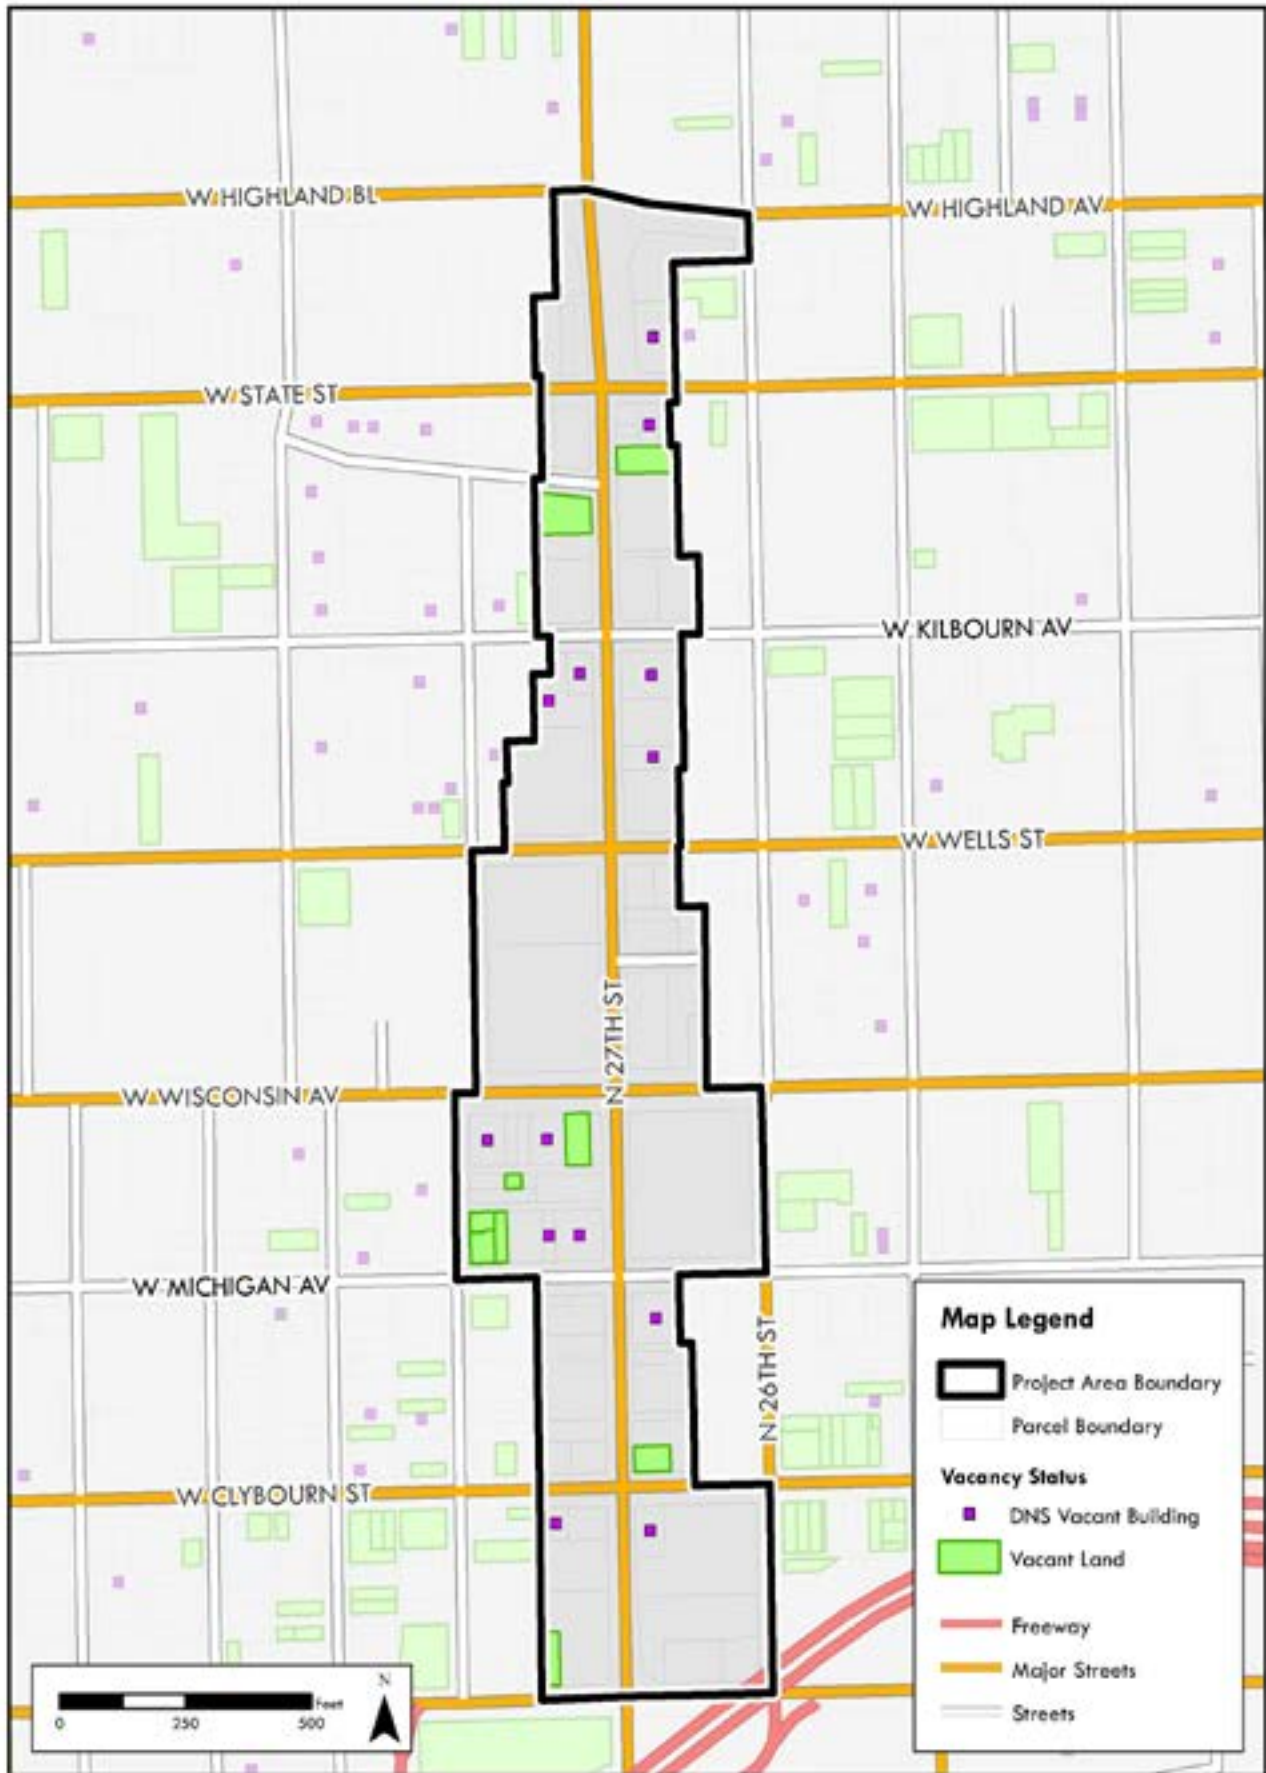 W HIGHLAND BL
W HIGHLAND AV
W STATE ST
W KILBOURN AV
W WELLS ST
N 27TH ST
W WISCONSIN AV
W MICHIGAN AV
N 26TH ST
W CLYBOURN ST
Map Legend
Project Area Boundary
Parcel Boundary
Vacancy Status
DNS Vacant Building
Vacant Land
Freeway
Major Streets
Streets
N
Feet
0 250 500